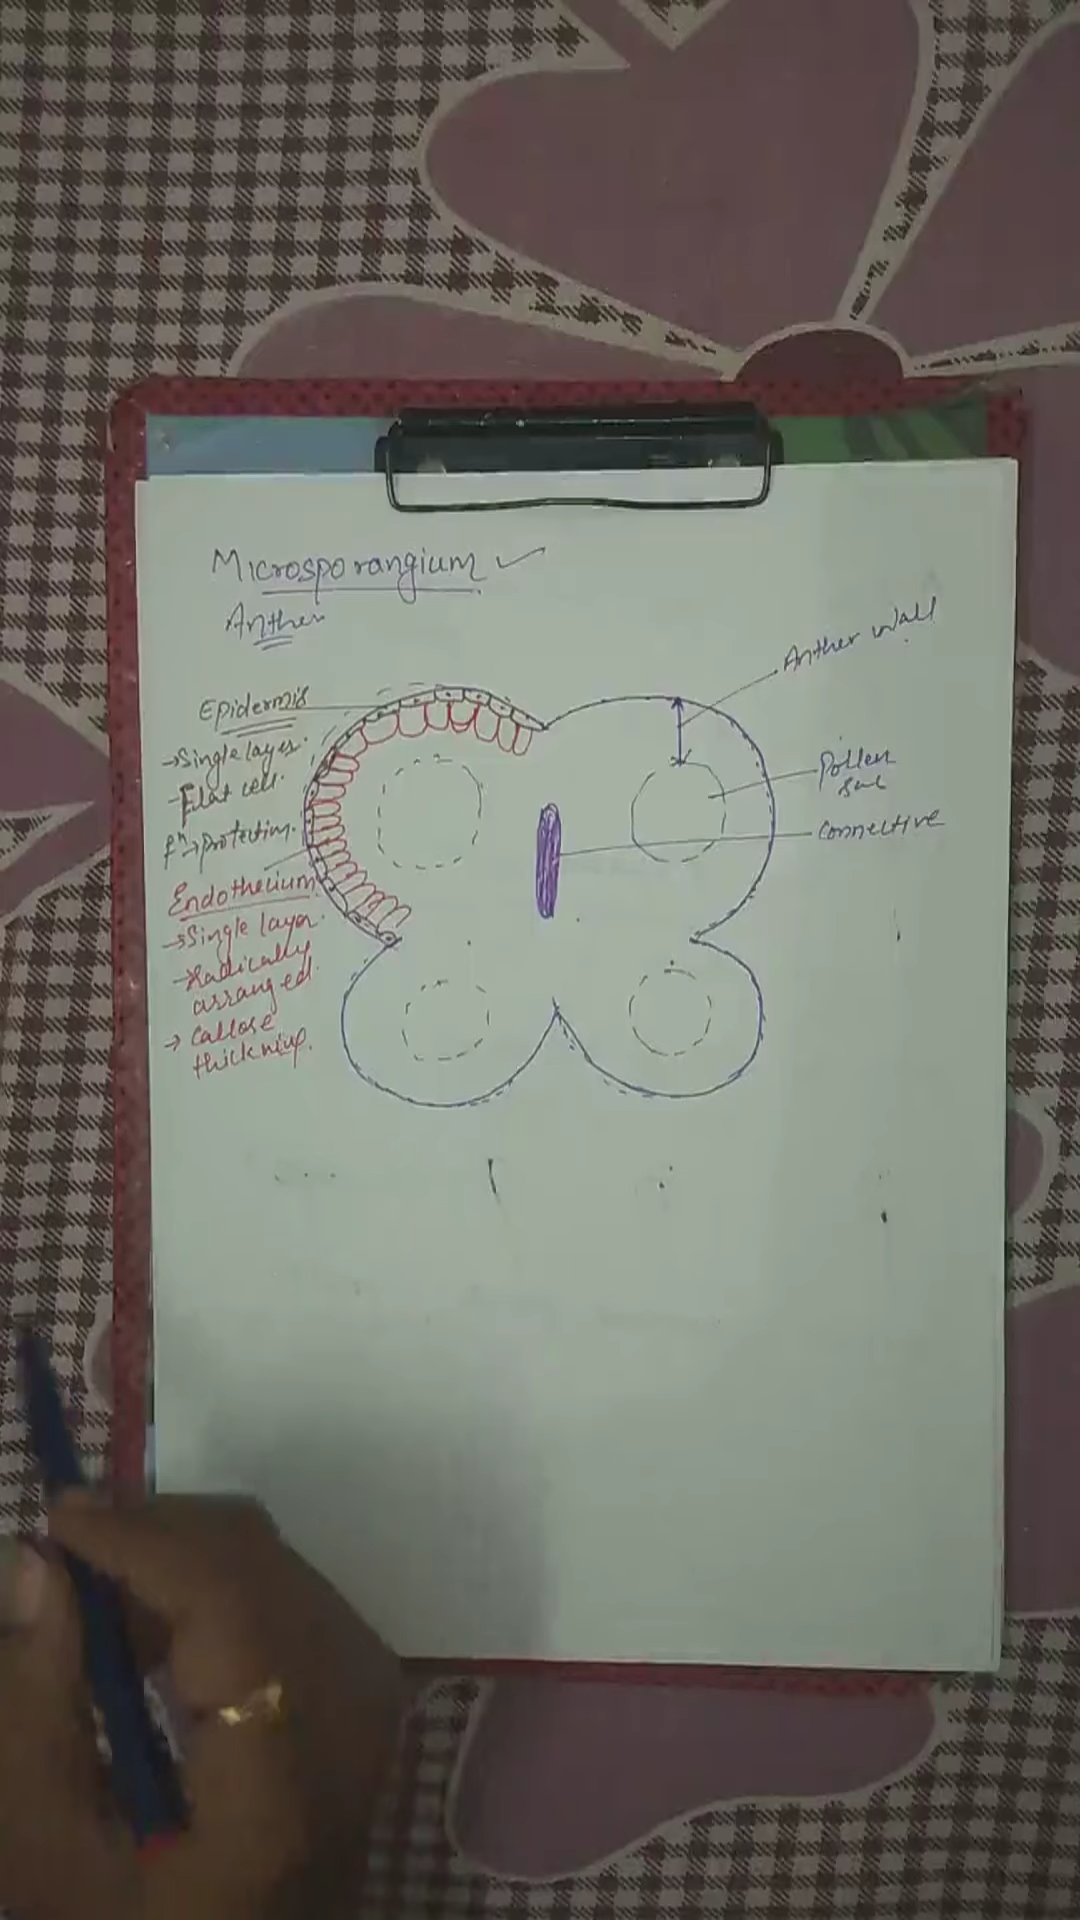 Microsporangium
Anther
Anther wall
Epidermis
→Single layer.
→Flat cell.
fⁿ→protection.
Pollen
sac
Connective
Endothecium
→Single layer.
→Radically
arranged.
→ Callose
thickning.